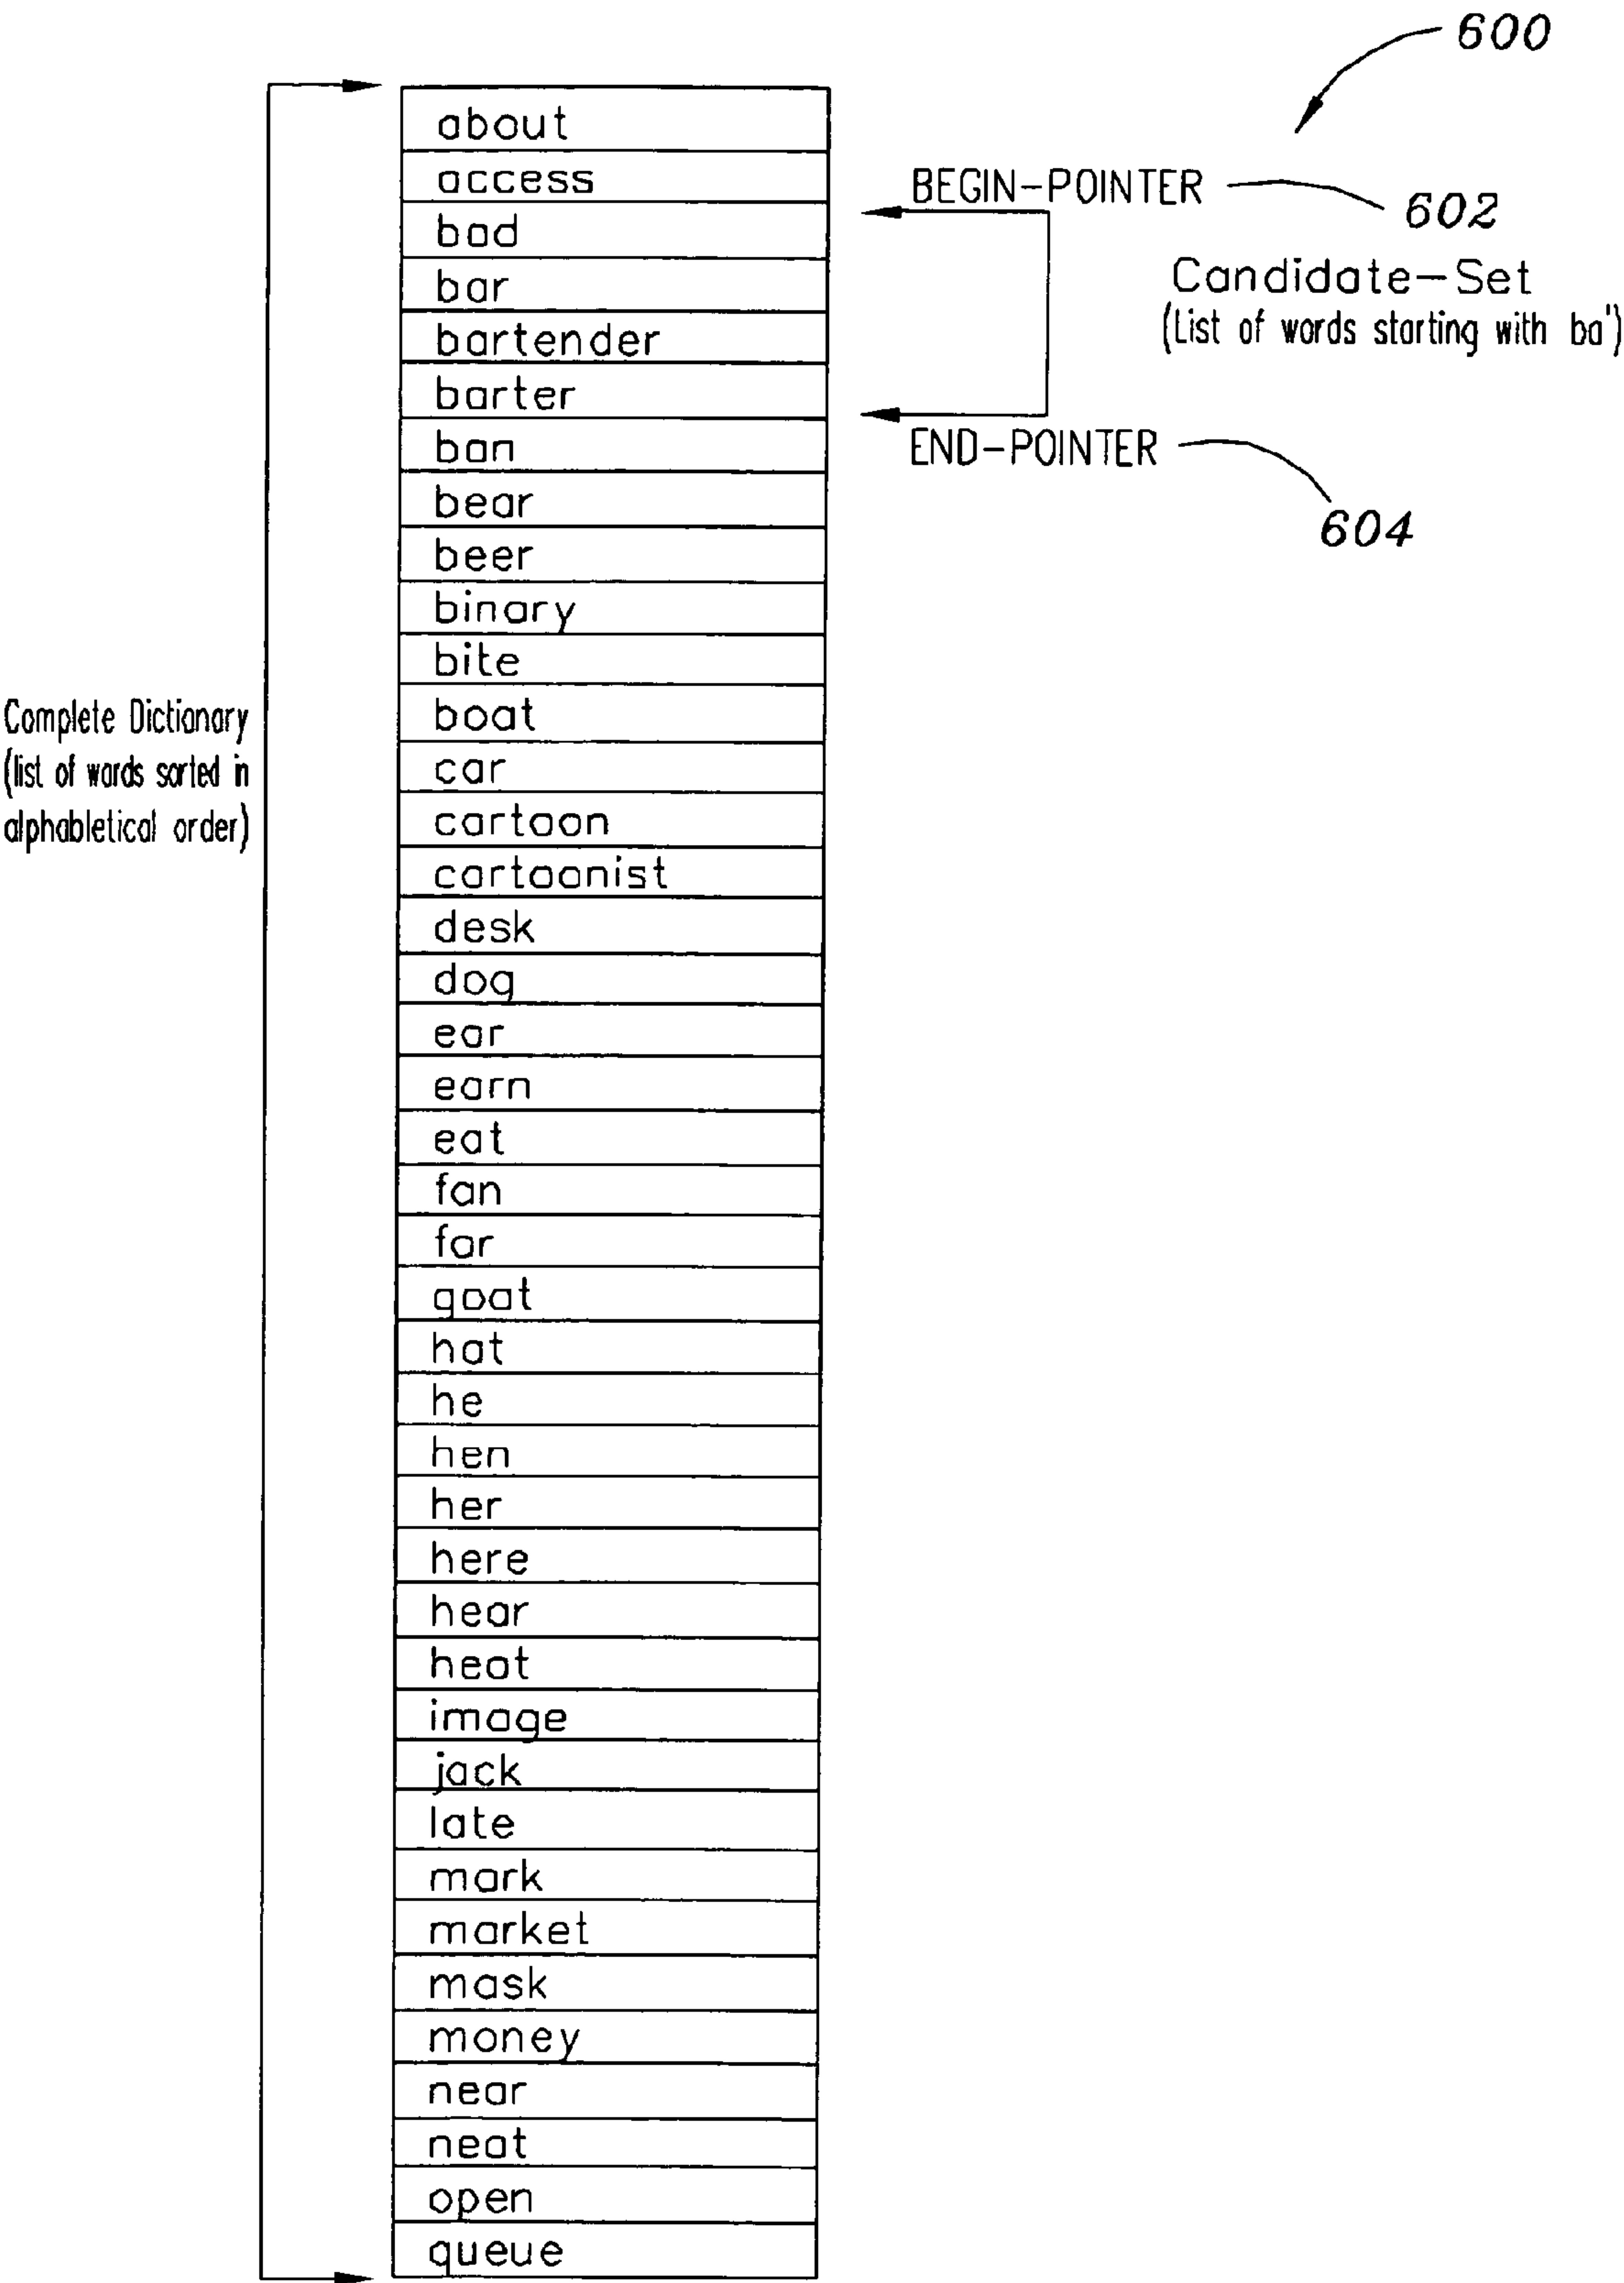 600
about
access
BEGIN-POINTER
602
bad
bar
Candidate-Set
(List of words starting with ba')
bartender
barter
ban
END-POINTER
604
bear
beer
binary
bite
boat
Complete Dictionary
(list of words sorted in
alphabletical order)
car
cartoon
cartoonist
desk
dog
ear
earn
eat
fan
far
goat
hat
he
hen
her
here
hear
heat
image
jack
late
mark
market
mask
money
near
neat
open
queue